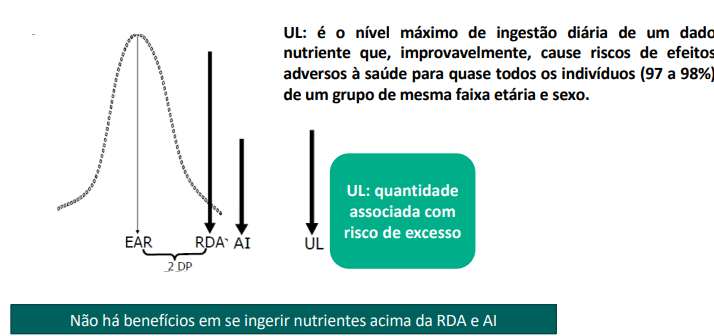 UL: é o nível máximo de ingestão diária de um dado
nutriente que, improvavelmente, cause riscos de efeitos
adversos à saúde para quase todos os indivíduos (97 a 98%)
de um grupo de mesma faixa etária e sexo.
UL: quantidade
associada com
risco de excesso
EAR
RDA
AI
UL
2 DP
Não há benefícios em se ingerir nutrientes acima da RDA e AI